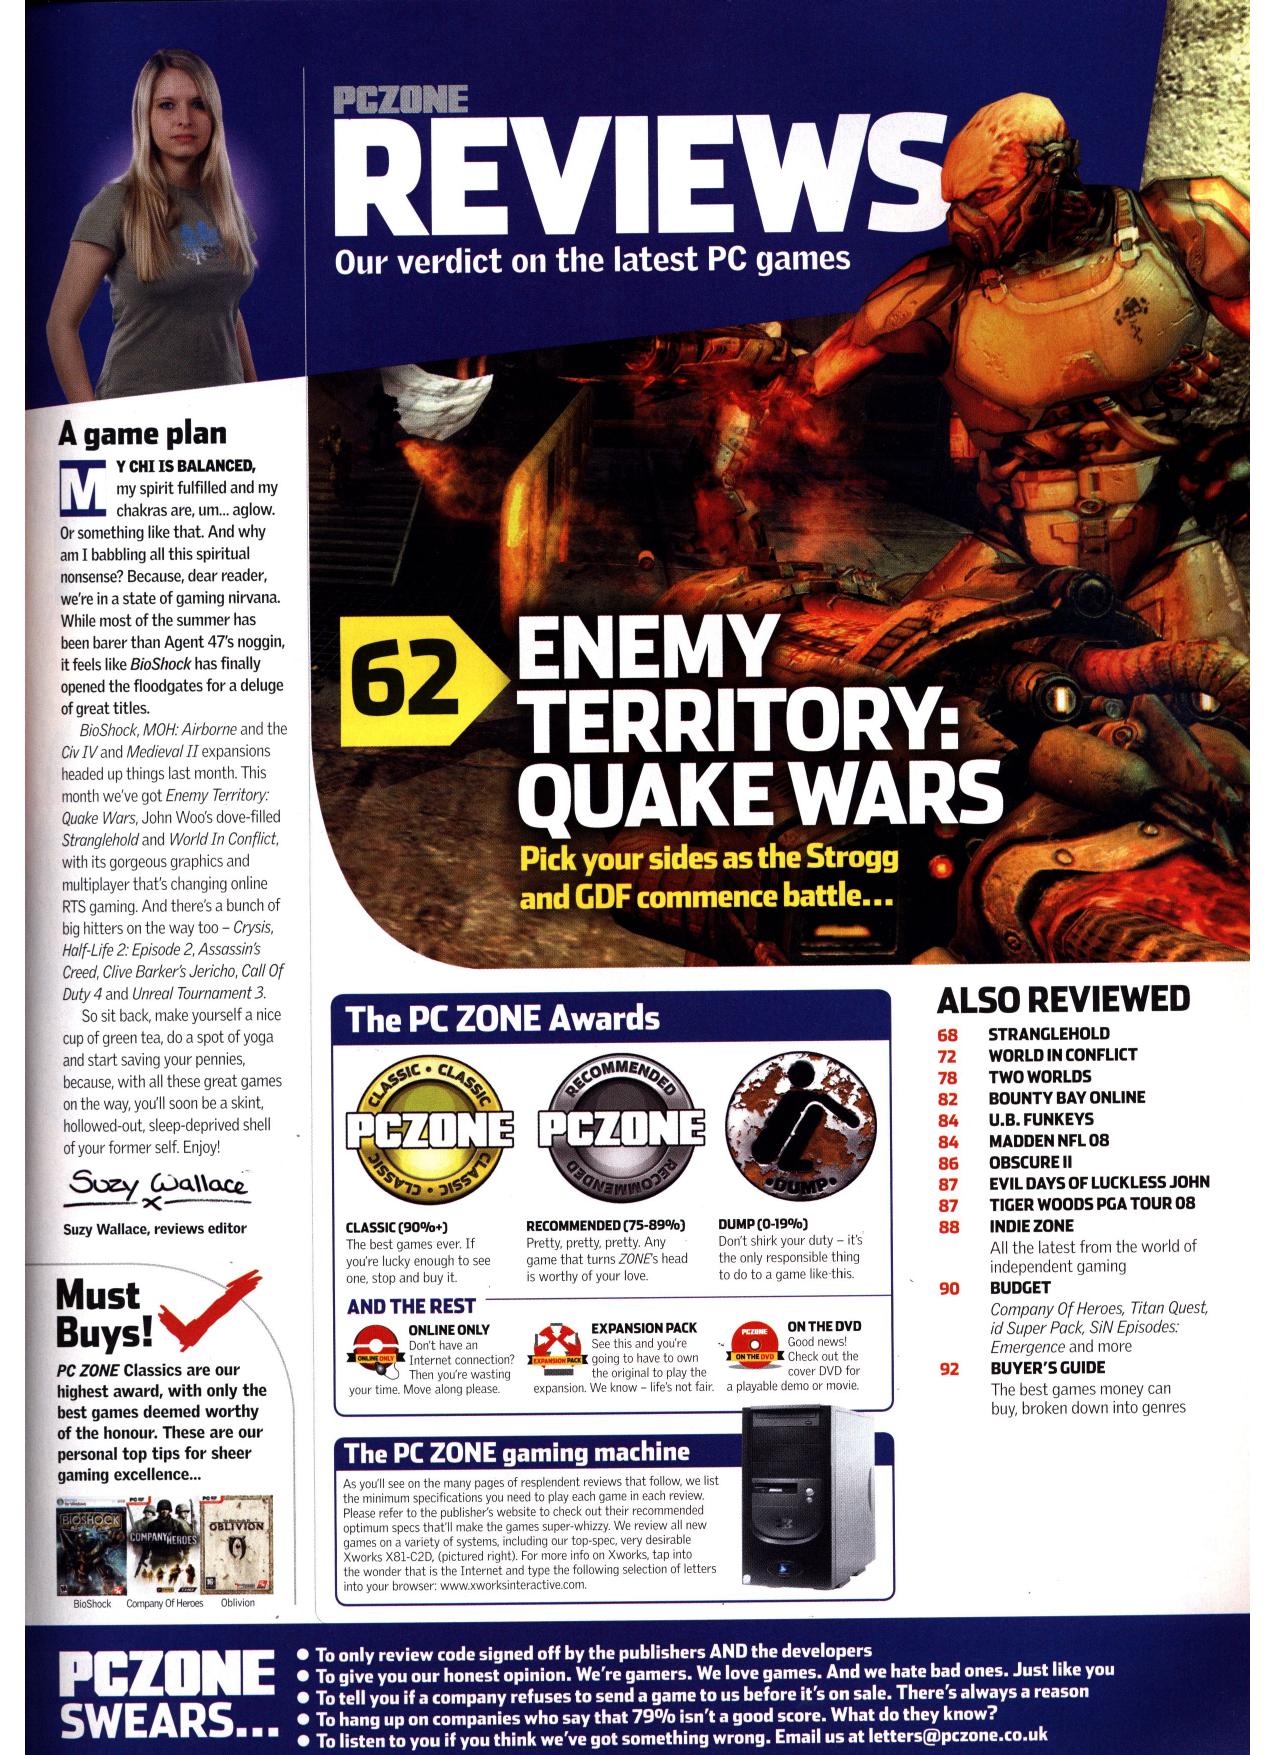 PCZONE
REVIEWS
Our verdict on the latest PC games
A game plan
MY CHI IS BALANCED,
my spirit fulfilled and my
chakras are, um... aglow.
Or something like that. And why
am I babbling all this spiritual
nonsense? Because, dear reader,
we're in a state of gaming nirvana.
While most of the summer has
been barer than Agent 47's noggin,
it feels like BioShock has finally
opened the floodgates for a deluge
of great titles.
BioShock, MOH: Airborne and the
Civ IV and Medieval II expansions
headed up things last month. This
month we've got Enemy Territory:
Quake Wars, John Woo's dove-filled
Stranglehold and World In Conflict,
with its gorgeous graphics and
multiplayer that's changing online
RTS gaming. And there's a bunch of
big hitters on the way too – Crysis,
Half-Life 2: Episode 2, Assassin's
Creed, Clive Barker's Jericho, Call Of
Duty 4 and Unreal Tournament 3.
So sit back, make yourself a nice
cup of green tea, do a spot of yoga
and start saving your pennies,
because, with all these great games
on the way, you'll soon be a skint,
hollowed-out, sleep-deprived shell
of your former self. Enjoy!
Suzy Wallace
x
Suzy Wallace, reviews editor
Must
Buys!
PC ZONE Classics are our
highest award, with only the
best games deemed worthy
of the honour. These are our
personal top tips for sheer
gaming excellence...
BIOSHOCK
COMPANY OF HEROES
OBLIVION
BioShock
Company Of Heroes
Oblivion
62
ENEMY
TERRITORY:
QUAKE WARS
Pick your sides as the Strogg
and GDF commence battle...
The PC ZONE Awards
CLASSIC • CLASSIC
PCZONE
CLASSIC • CLASSIC
RECOMMENDED
PCZONE
RECOMMENDED
•DUMP•
CLASSIC (90%+)
The best games ever. If
you're lucky enough to see
one, stop and buy it.
RECOMMENDED (75-89%)
Pretty, pretty, pretty. Any
game that turns ZONE's head
is worthy of your love.
DUMP (0-19%)
Don't shirk your duty – it's
the only responsible thing
to do to a game like this.
AND THE REST
ONLINE ONLY
ONLINE ONLY
Don't have an
Internet connection?
Then you're wasting
your time. Move along please.
EXPANSION PACK
EXPANSION PACK
See this and you're
going to have to own
the original to play the
expansion. We know – life's not fair.
PCZONE
ON THE DVD
ON THE DVD
Good news!
Check out the
cover DVD for
a playable demo or movie.
The PC ZONE gaming machine
As you'll see on the many pages of resplendent reviews that follow, we list
the minimum specifications you need to play each game in each review.
Please refer to the publisher's website to check out their recommended
optimum specs that'll make the games super-whizzy. We review all new
games on a variety of systems, including our top-spec, very desirable
Xworks X81-C2D, (pictured right). For more info on Xworks, tap into
the wonder that is the Internet and type the following selection of letters
into your browser: www.xworksinteractive.com.
ALSO REVIEWED
68 STRANGLEHOLD
72 WORLD IN CONFLICT
78 TWO WORLDS
82 BOUNTY BAY ONLINE
84 U.B. FUNKEYS
84 MADDEN NFL 08
86 OBSCURE II
87 EVIL DAYS OF LUCKLESS JOHN
87 TIGER WOODS PGA TOUR 08
88 INDIE ZONE
All the latest from the world of
independent gaming
90 BUDGET
Company Of Heroes, Titan Quest,
id Super Pack, SiN Episodes:
Emergence and more
92 BUYER'S GUIDE
The best games money can
buy, broken down into genres
PCZONE
SWEARS...
● To only review code signed off by the publishers AND the developers
● To give you our honest opinion. We're gamers. We love games. And we hate bad ones. Just like you
● To tell you if a company refuses to send a game to us before it's on sale. There's always a reason
● To hang up on companies who say that 79% isn't a good score. What do they know?
● To listen to you if you think we've got something wrong. Email us at letters@pczone.co.uk